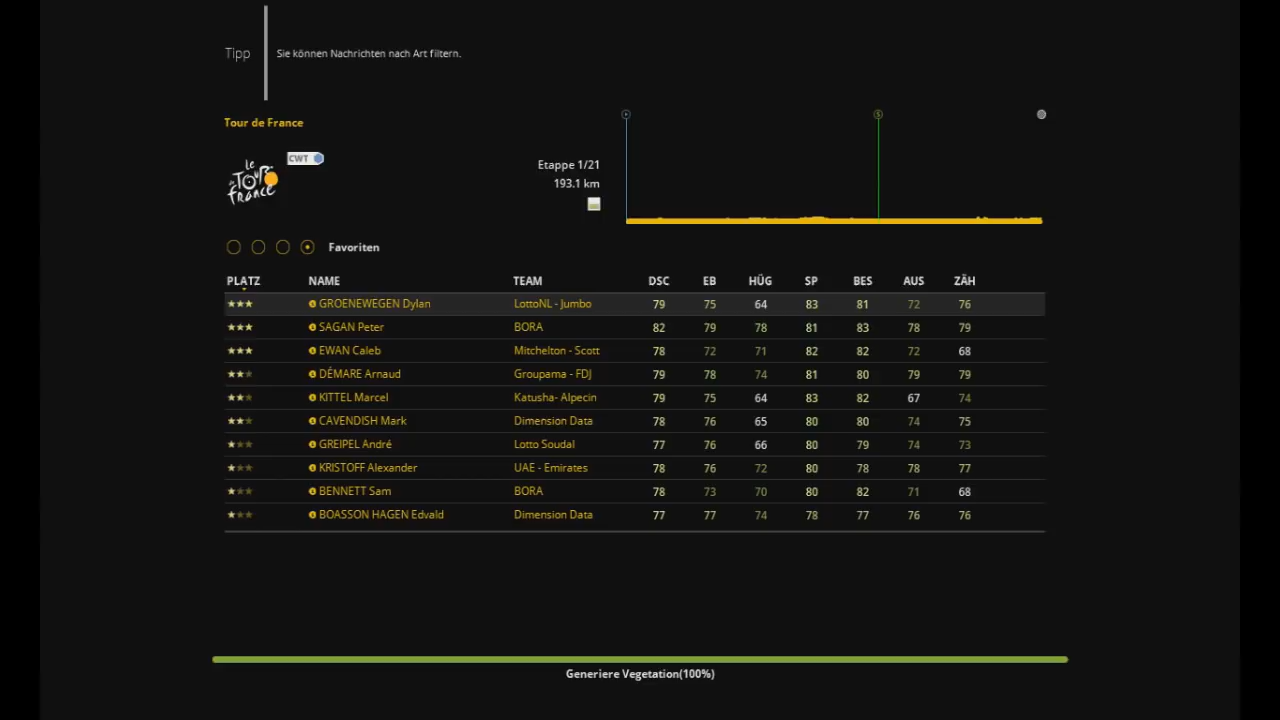 Tipp
Sie können Nachrichten nach Art filtern.
Tour de France
CWT
le TOUR de france
Etappe 1/21
193.1 km
S
Favoriten
PLATZ NAME TEAM DSC EB HÜG SP BES AUS ZÄH
GROENEWEGEN Dylan LottoNL - Jumbo 79 75 64 83 81 72 76
SAGAN Peter BORA 82 79 78 81 83 78 79
EWAN Caleb Mitchelton - Scott 78 72 71 82 82 72 68
DÉMARE Arnaud Groupama - FDJ 79 78 74 81 80 79 79
KITTEL Marcel Katusha- Alpecin 79 75 64 83 82 67 74
CAVENDISH Mark Dimension Data 78 76 65 80 80 74 75
GREIPEL André Lotto Soudal 77 76 66 80 79 74 73
KRISTOFF Alexander UAE - Emirates 78 76 72 80 78 78 77
BENNETT Sam BORA 78 73 70 80 82 71 68
BOASSON HAGEN Edvald Dimension Data 77 77 74 78 77 76 76
Generiere Vegetation(100%)